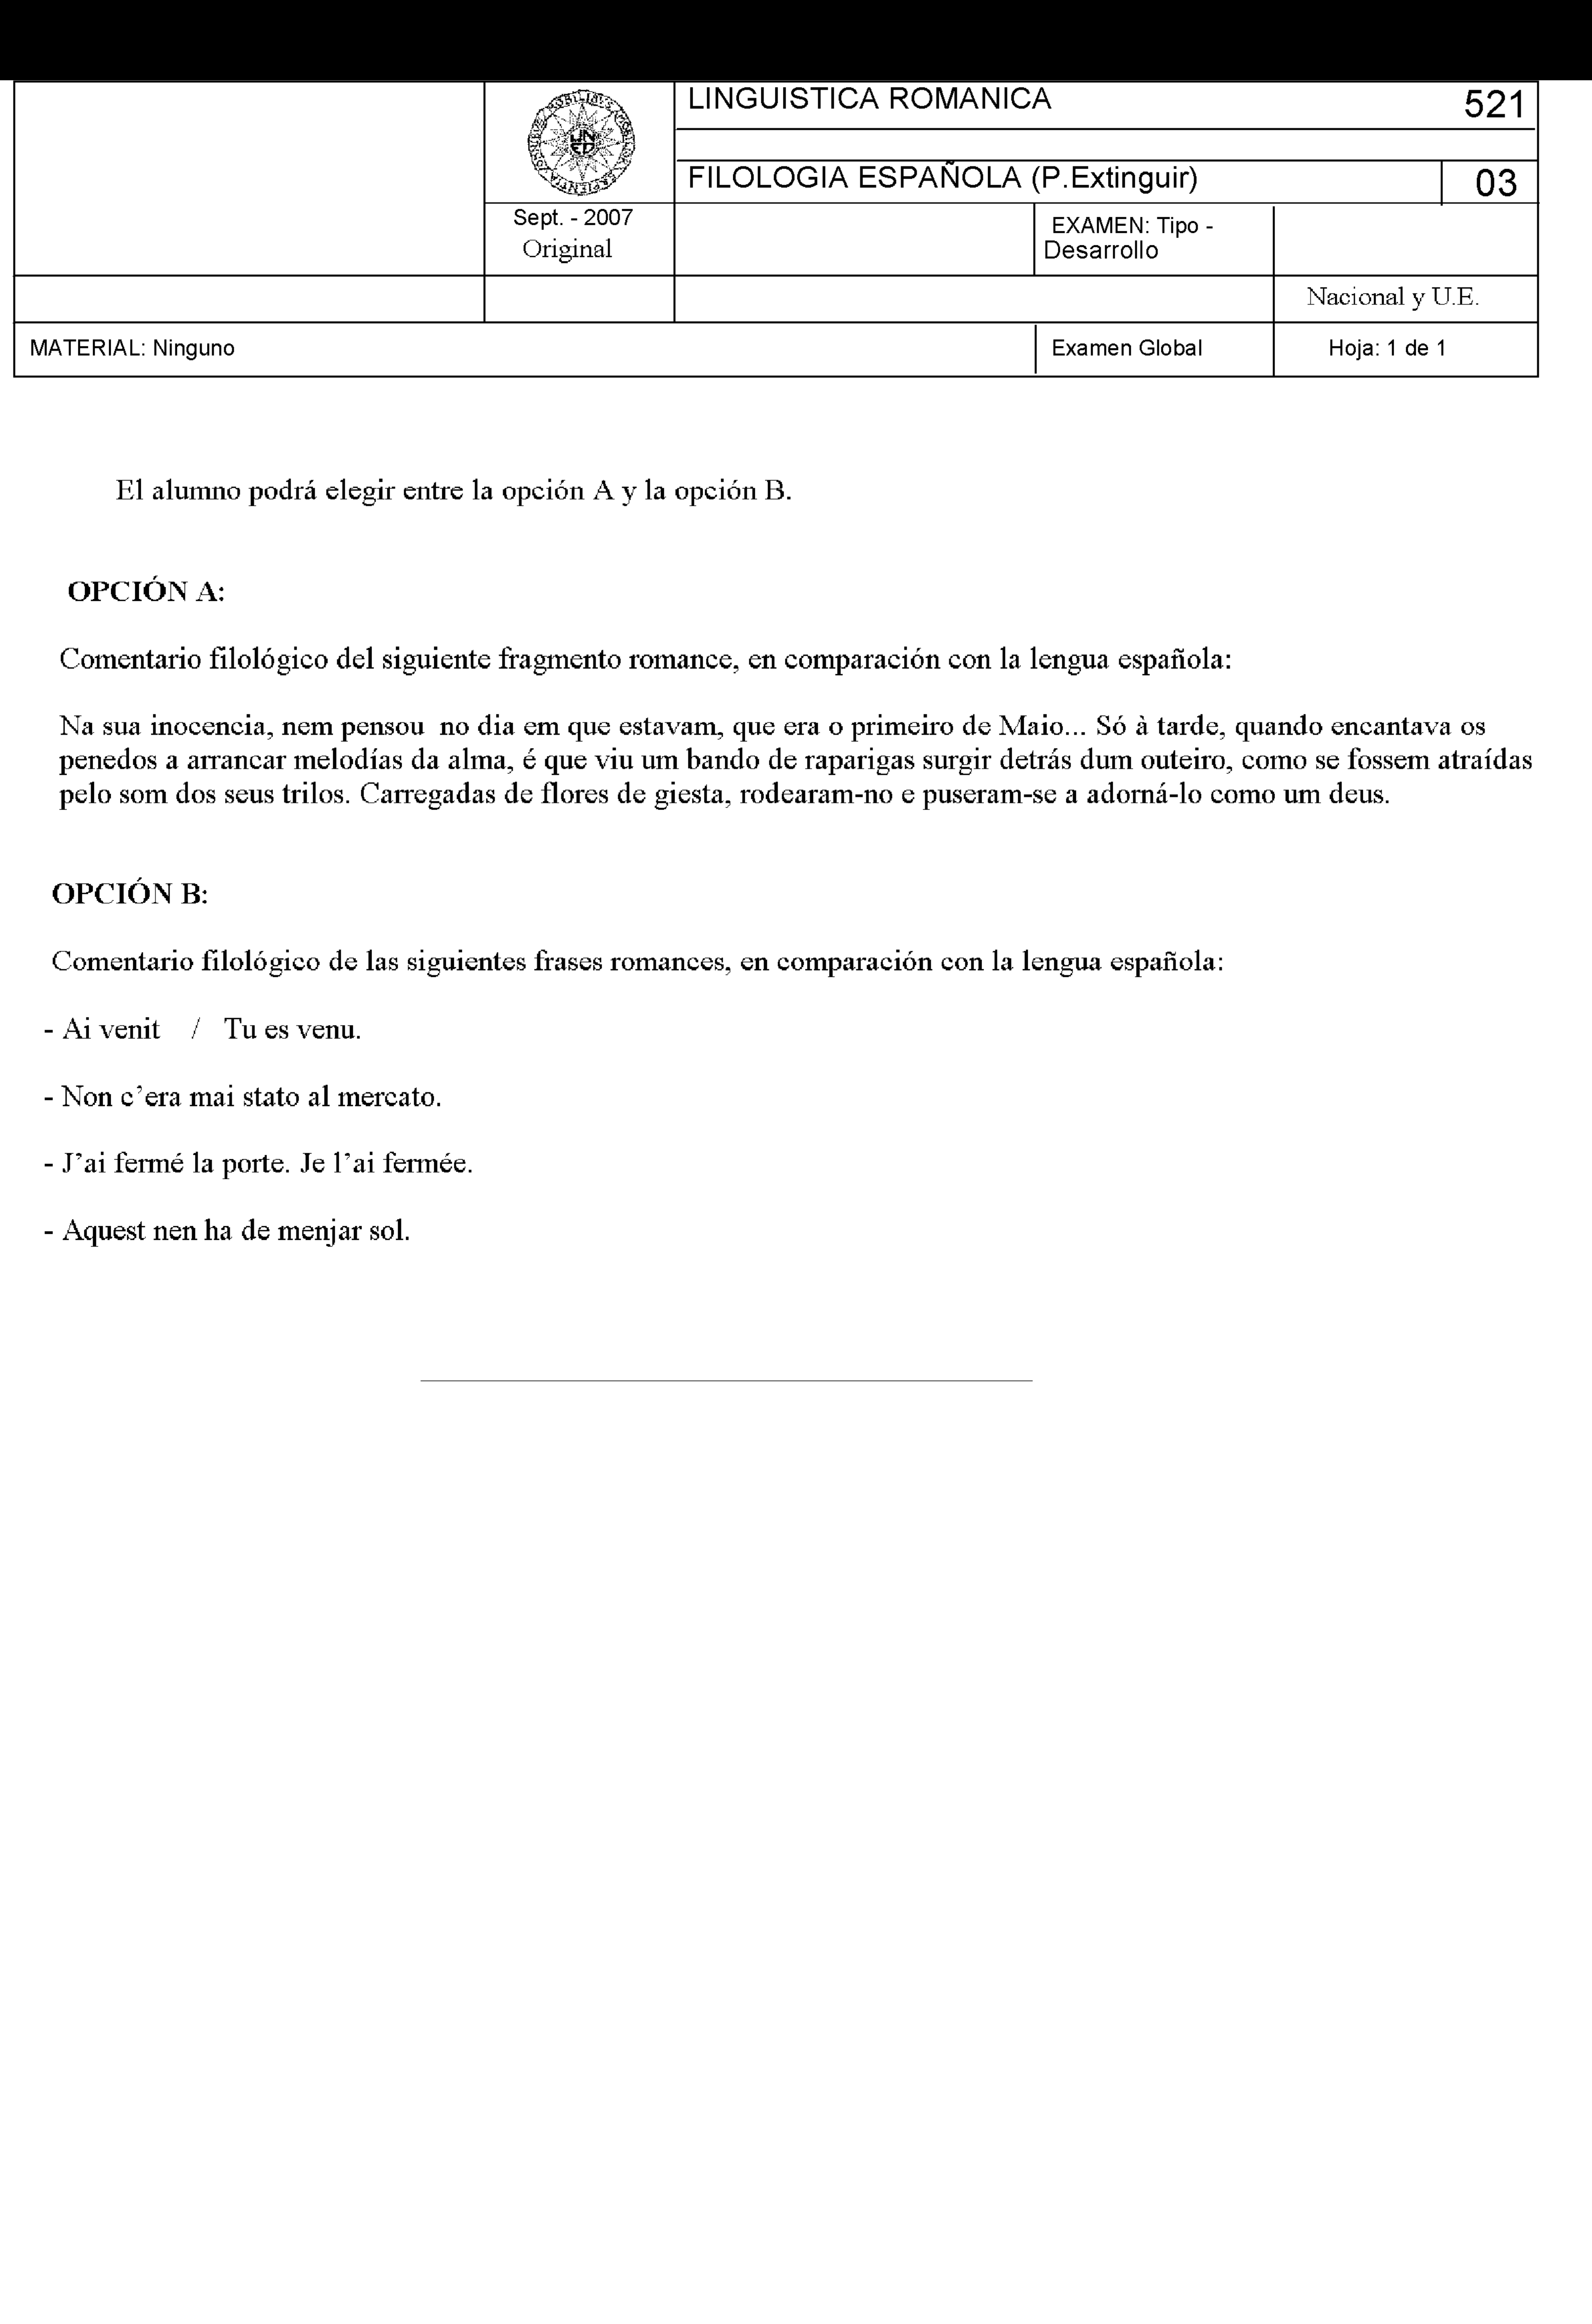 LINGUISTICA ROMANICA 521
FILOLOGIA ESPAÑOLA (P.Extinguir) 03
UN
ED
Sept. - 2007
Original
EXAMEN: Tipo -
Desarrollo
Nacional y U.E.
MATERIAL: Ninguno Examen Global Hoja: 1 de 1
El alumno podrá elegir entre la opción A y la opción B.
OPCIÓN A:
Comentario filológico del siguiente fragmento romance, en comparación con la lengua española:
Na sua inocencia, nem pensou no dia em que estavam, que era o primeiro de Maio... Só à tarde, quando encantava os
penedos a arrancar melodías da alma, é que viu um bando de raparigas surgir detrás dum outeiro, como se fossem atraídas
pelo som dos seus trilos. Carregadas de flores de giesta, rodearam-no e puseram-se a adorná-lo como um deus.
OPCIÓN B:
Comentario filológico de las siguientes frases romances, en comparación con la lengua española:
- Ai venit / Tu es venu.
- Non c’era mai stato al mercato.
- J’ai fermé la porte. Je l’ai fermée.
- Aquest nen ha de menjar sol.